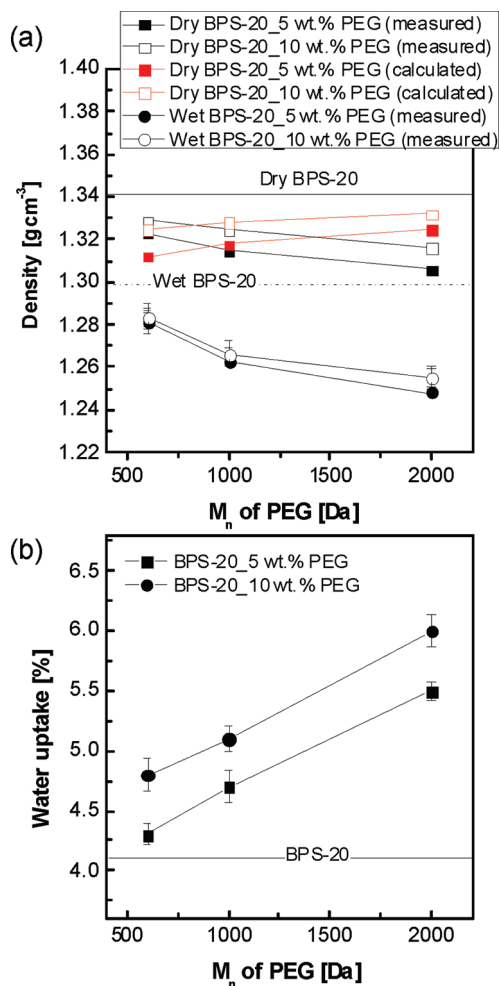 (a)
Dry BPS-20_5 wt.% PEG (measured)
Dry BPS-20_10 wt.% PEG (measured)
Dry BPS-20_5 wt.% PEG (calculated)
Dry BPS-20_10 wt.% PEG (calculated)
Wet BPS-20_5 wt.% PEG (measured)
Wet BPS-20_10 wt.% PEG (measured)
1.40
1.38
1.36
1.34
1.32
1.30
1.28
1.26
1.24
1.22
Density [gcm⁻³]
Dry BPS-20
Wet BPS-20
500 1000 1500 2000
Mₙ of PEG [Da]
(b)
BPS-20_5 wt.% PEG
BPS-20_10 wt.% PEG
6.5
6.0
5.5
5.0
4.5
4.0
Water uptake [%]
BPS-20
500 1000 1500 2000
Mₙ of PEG [Da]